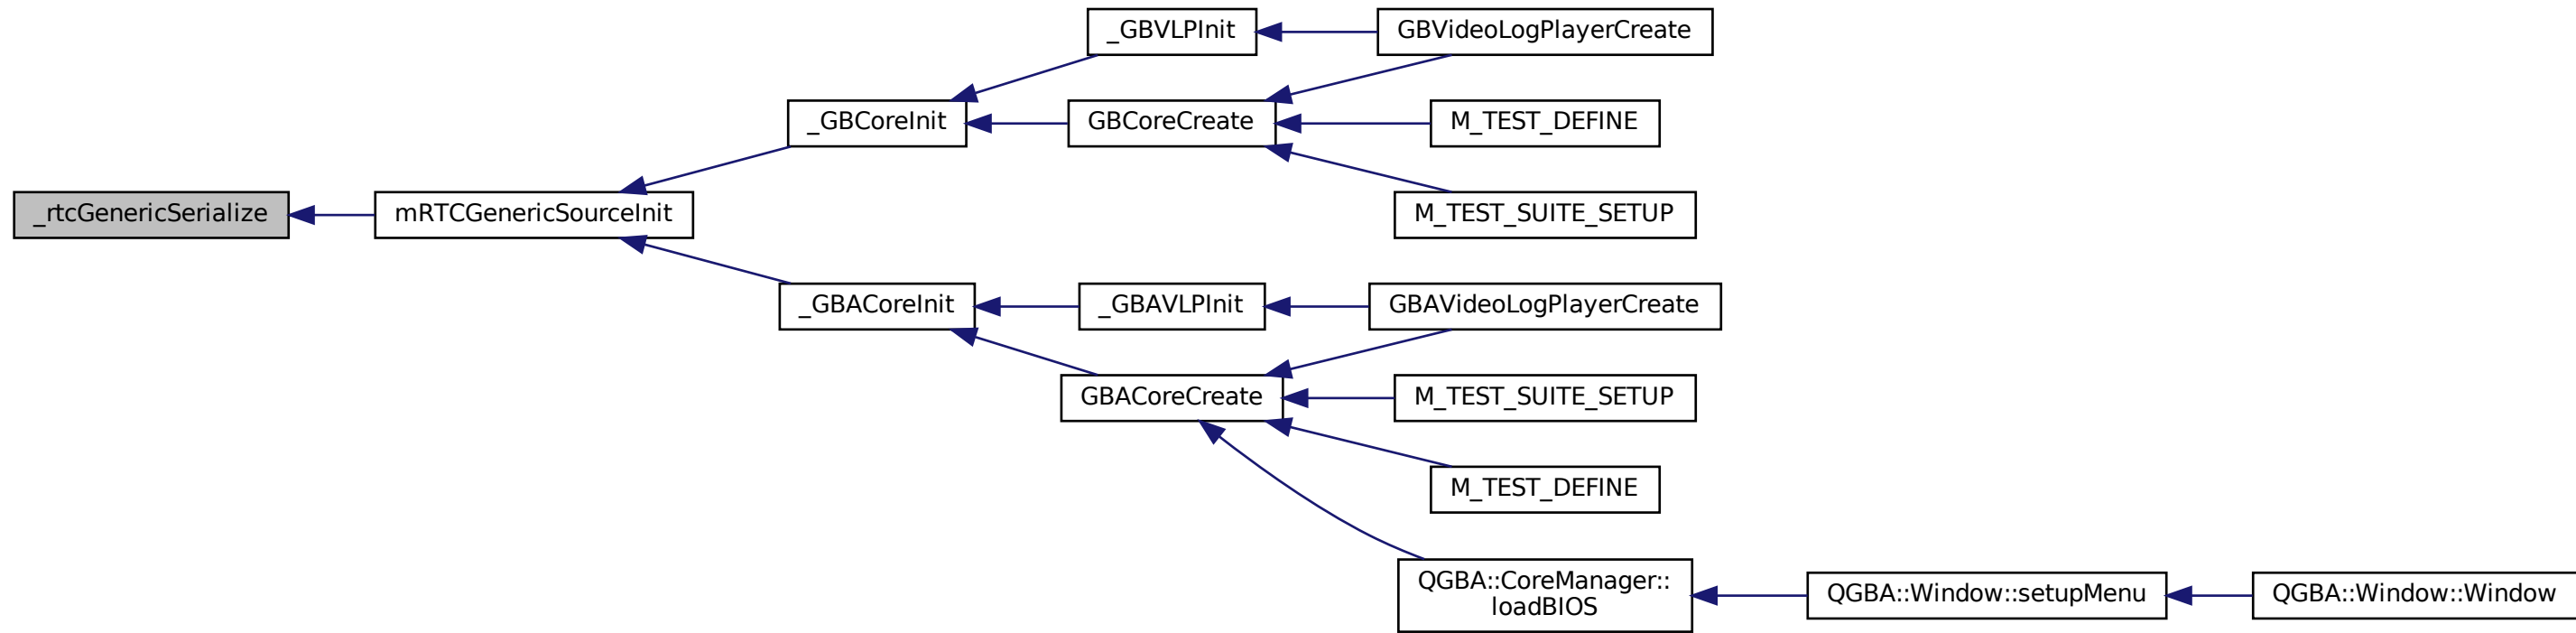 _GBVLPInit
GBVideoLogPlayerCreate
_GBCoreInit
GBCoreCreate
M_TEST_DEFINE
_rtcGenericSerialize
mRTCGenericSourceInit
M_TEST_SUITE_SETUP
_GBACoreInit
_GBAVLPInit
GBAVideoLogPlayerCreate
GBACoreCreate
M_TEST_SUITE_SETUP
M_TEST_DEFINE
QGBA::CoreManager::
loadBIOS
QGBA::Window::setupMenu
QGBA::Window::Window